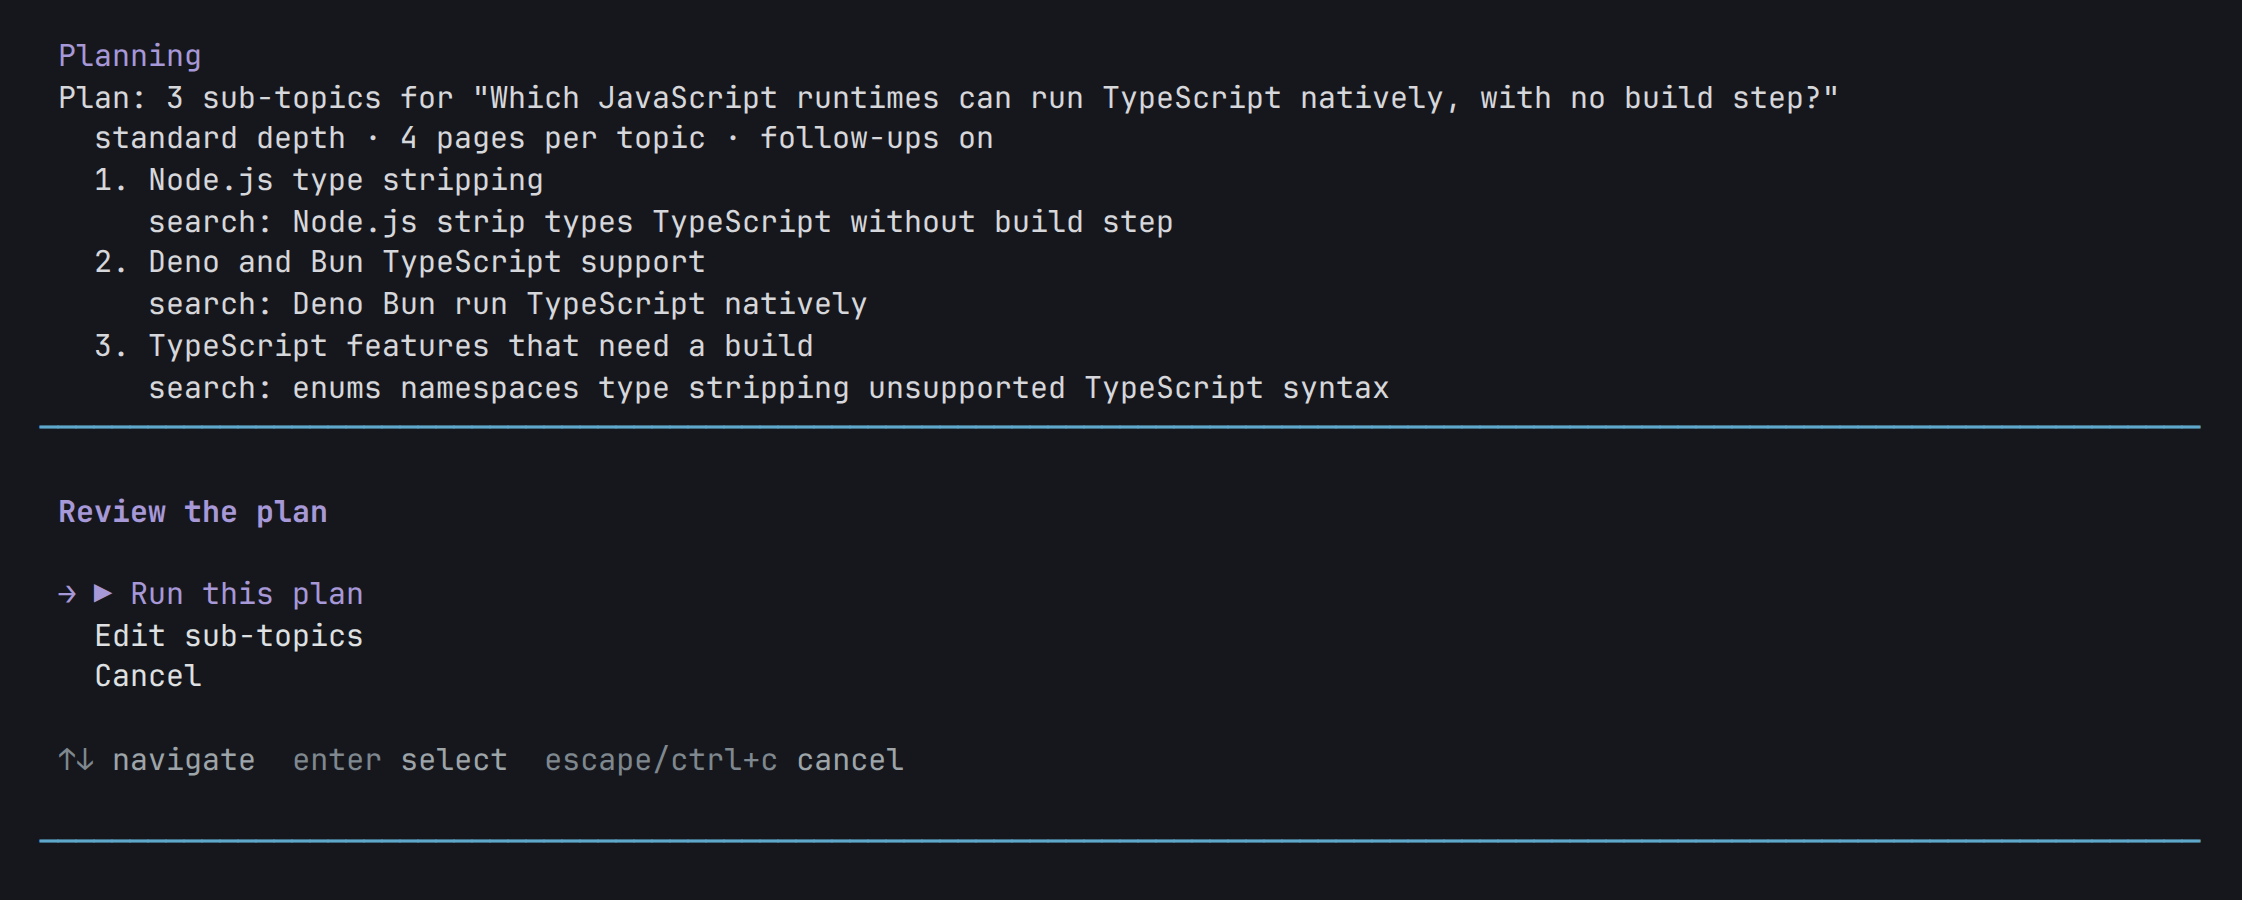 Planning
Plan: 3 sub-topics for "Which JavaScript runtimes can run TypeScript natively, with no build step?"
standard depth · 4 pages per topic · follow-ups on
1. Node.js type stripping
search: Node.js strip types TypeScript without build step
2. Deno and Bun TypeScript support
search: Deno Bun run TypeScript natively
3. TypeScript features that need a build
search: enums namespaces type stripping unsupported TypeScript syntax
Review the plan
→ ▶ Run this plan
Edit sub-topics
Cancel
↑↓ navigate  enter select  escape/ctrl+c cancel